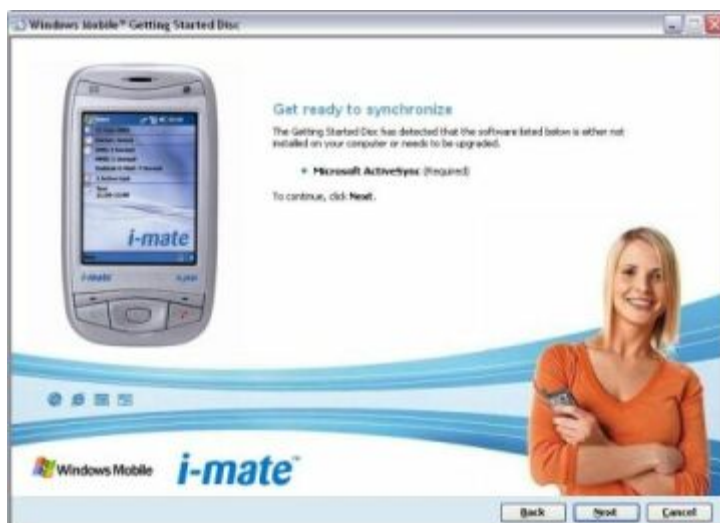 Windows Mobile® Getting Started Disc
Get ready to synchronize
The Getting Started Disc has detected that the software listed below is either not
installed on your computer or needs to be upgraded.
Microsoft ActiveSync (Required)
To continue, click Next.
i-mate
i-mate
Windows Mobile
i-mate™
Back
Next
Cancel